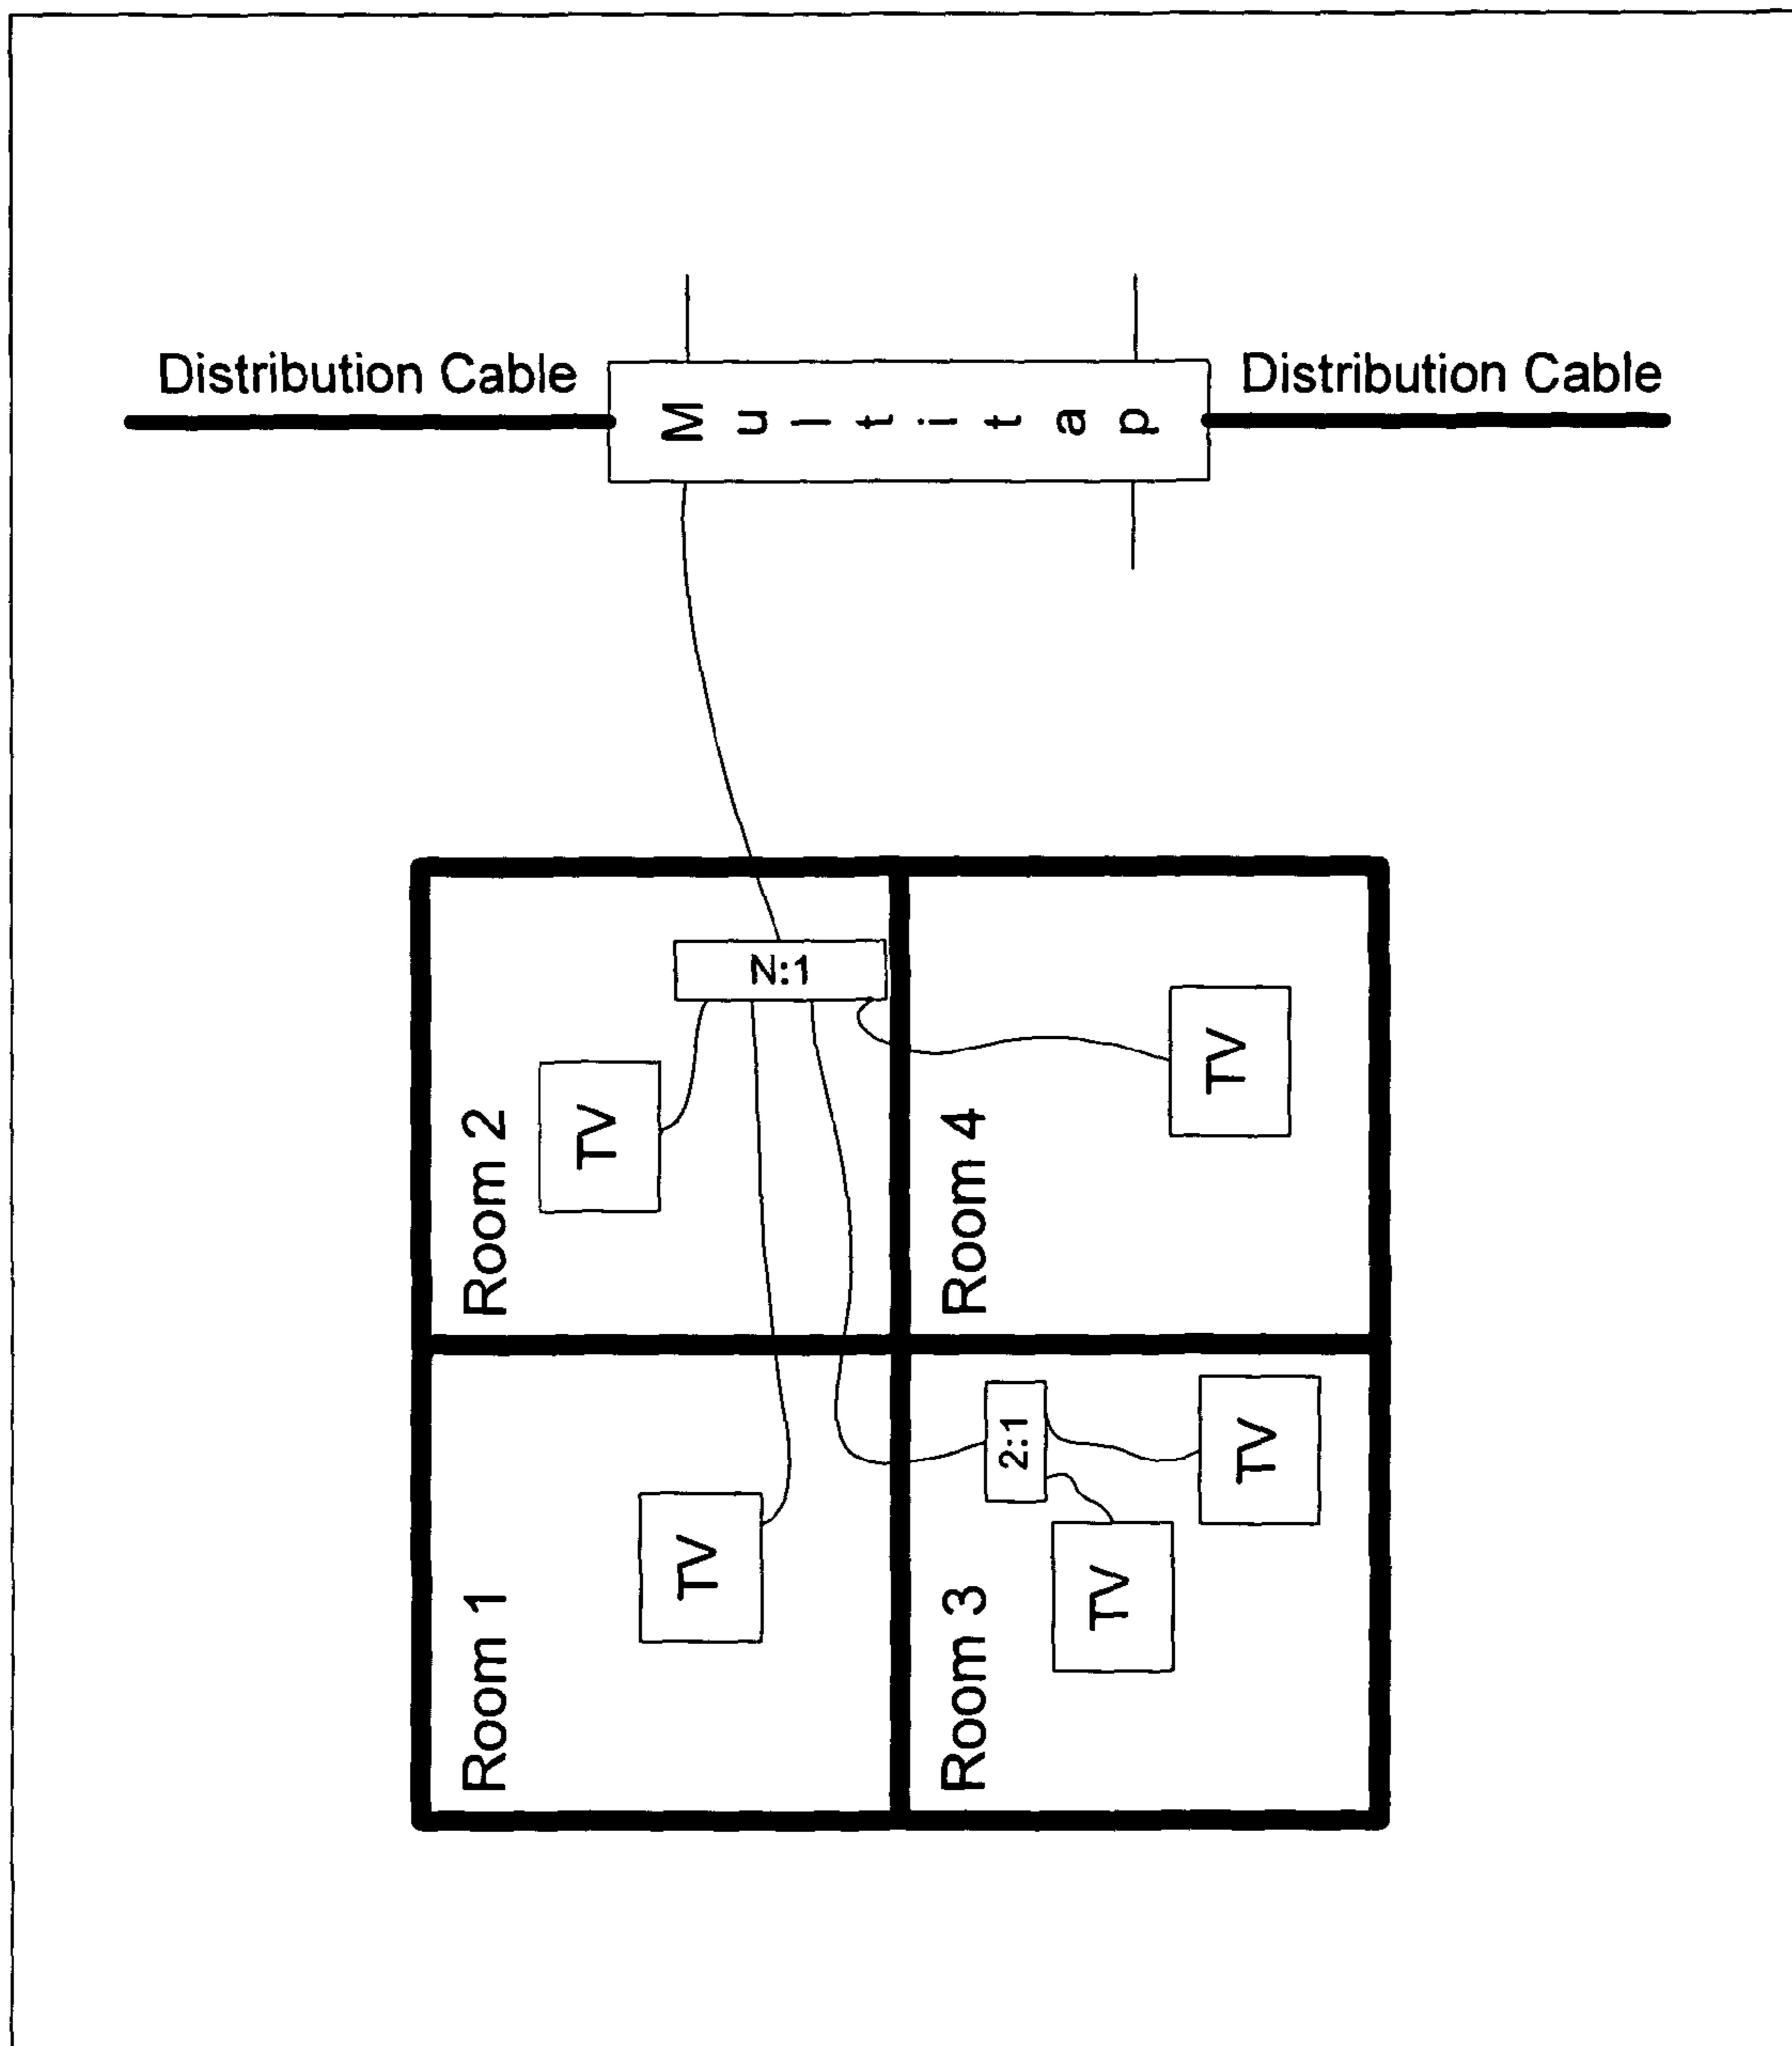 Distribution Cable
Distribution Cable
Multitap
N:1
TV
Room 2
TV
Room 4
2:1
TV
TV
Room 1
TV
Room 3